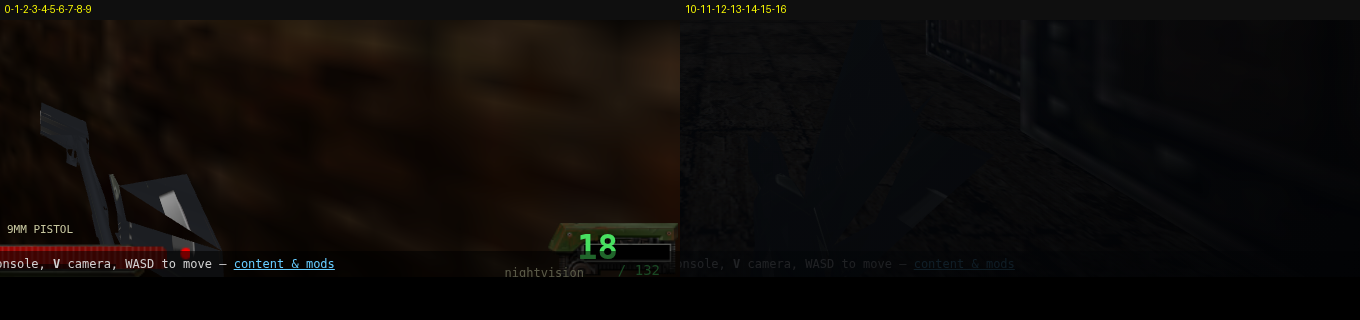 0-1-2-3-4-5-6-7-8-9
10-11-12-13-14-15-16
9MM PISTOL
18
onsole, V camera, WASD to move — content & mods
nightvision
/ 132
onsole, V camera, WASD to move — content & mods